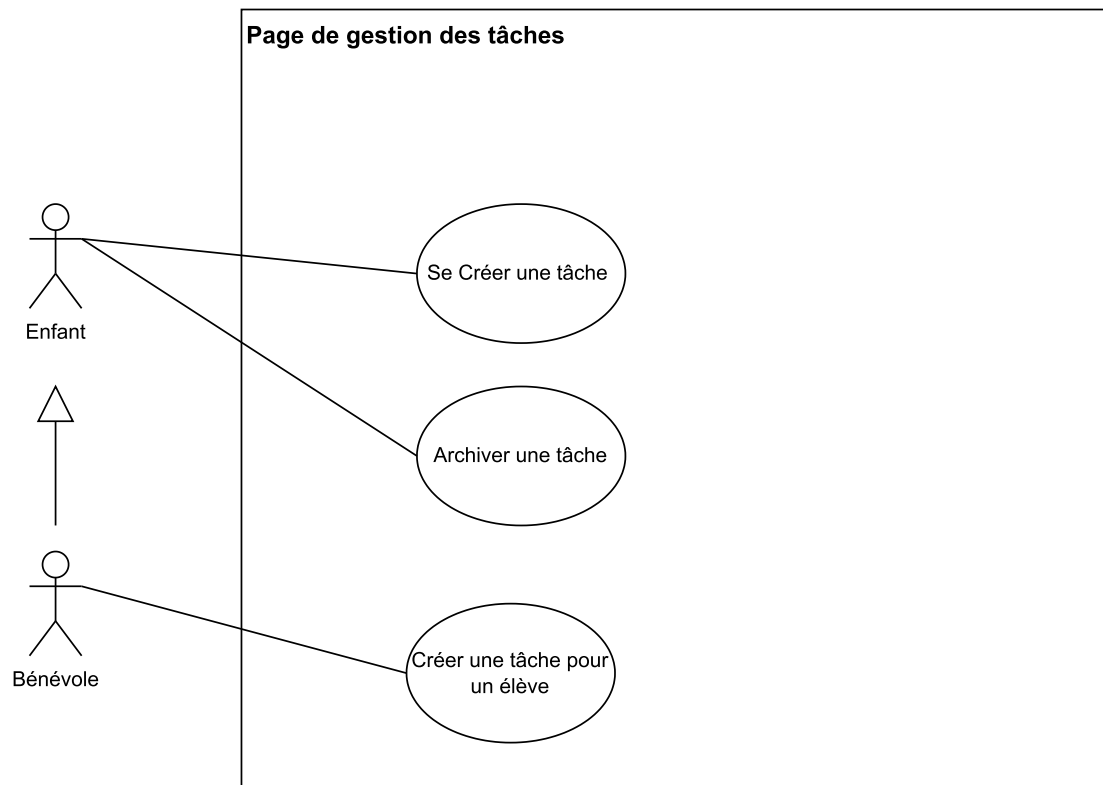 Page de gestion des tâches
Se Créer une tâche
Enfant
Archiver une tâche
Créer une tâche pour
un élève
Bénévole